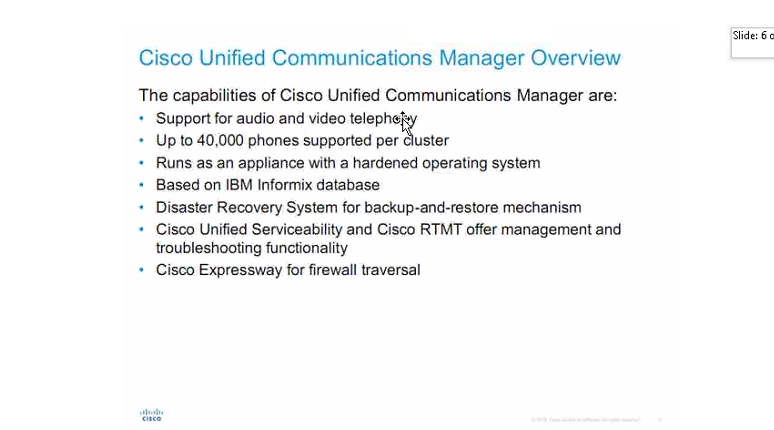 Cisco Unified Communications Manager Overview
Slide: 6 o
The capabilities of Cisco Unified Communications Manager are:
• Support for audio and video telephony
• Up to 40,000 phones supported per cluster
• Runs as an appliance with a hardened operating system
• Based on IBM Informix database
• Disaster Recovery System for backup-and-restore mechanism
• Cisco Unified Serviceability and Cisco RTMT offer management and
troubleshooting functionality
• Cisco Expressway for firewall traversal
CISCO